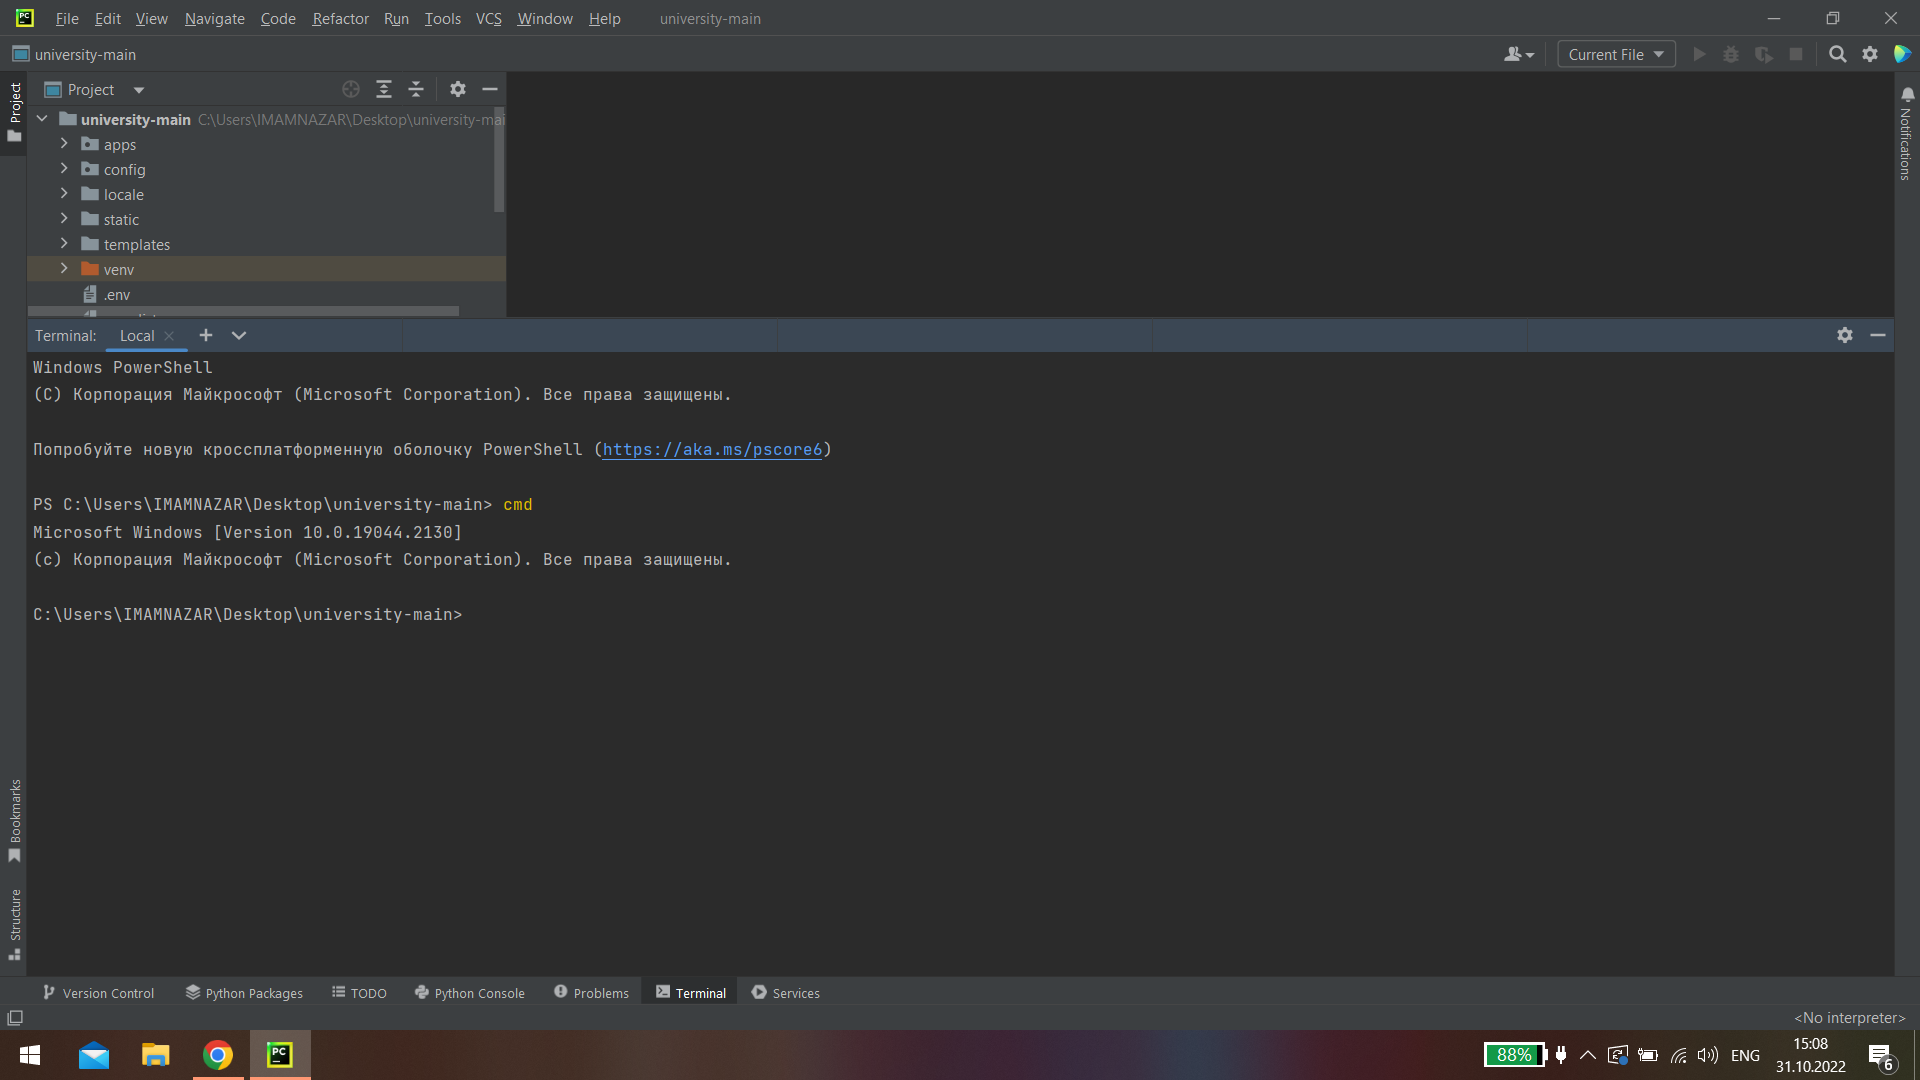 PC File Edit View Navigate Code Refactor Run Tools VCS Window Help university-main
university-main Current File
Project
Project
university-main C:\Users\IMAMNAZAR\Desktop\university-mai
apps
config
locale
static
templates
venv
.env
Notifications
Terminal: Local
Windows PowerShell
(C) Корпорация Майкрософт (Microsoft Corporation). Все права защищены.
Попробуйте новую кроссплатформенную оболочку PowerShell (https://aka.ms/pscore6)
PS C:\Users\IMAMNAZAR\Desktop\university-main> cmd
Microsoft Windows [Version 10.0.19044.2130]
(c) Корпорация Майкрософт (Microsoft Corporation). Все права защищены.
C:\Users\IMAMNAZAR\Desktop\university-main>
Bookmarks
Structure
Version Control Python Packages TODO Python Console Problems Terminal Services
<No interpreter>
PC 88% ENG 15:08
31.10.2022 6